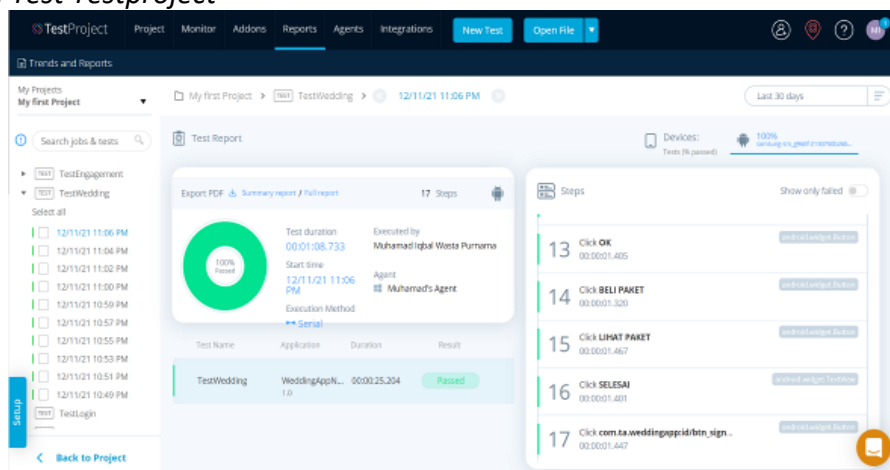 Test Testproject
TestProject Project Monitor Addons Reports Agents Integrations New Test Open File
Trends and Reports
My Projects
My first Project
My first Project > TEST TestWedding > 12/11/21 11:06 PM
Last 30 days
Search jobs & tests
Test Report
Devices:
Tests (% passed)
100%
TEST TestEngagement
TEST TestWedding
Select all
12/11/21 11:06 PM
12/11/21 11:04 PM
12/11/21 11:02 PM
12/11/21 11:00 PM
12/11/21 10:59 PM
12/11/21 10:57 PM
12/11/21 10:55 PM
12/11/21 10:53 PM
12/11/21 10:51 PM
12/11/21 10:49 PM
TEST TestLogin
Setup
Back to Project
Export PDF Summary report / Full report 17 Steps
100%
Passed
Test duration
00:01:08.733
Start time
12/11/21 11:06
PM
Execution Method
Serial
Executed by
Muhamad Iqbal Wasta Purnama
Agent
Muhamad's Agent
Test Name Application Duration Result
TestWedding WeddingAppN... 00:00:25.204 Passed
1.0
Steps Show only failed
13 Click OK android.widget.Button
00:00:01.405
14 Click BELI PAKET android.widget.Button
00:00:01.320
15 Click LIHAT PAKET android.widget.Button
00:00:01.467
16 Click SELESAI android.widget.TextView
00:00:01.401
17 Click com.ta.weddingapp:id/btn_sign... android.widget.Button
00:00:01.447